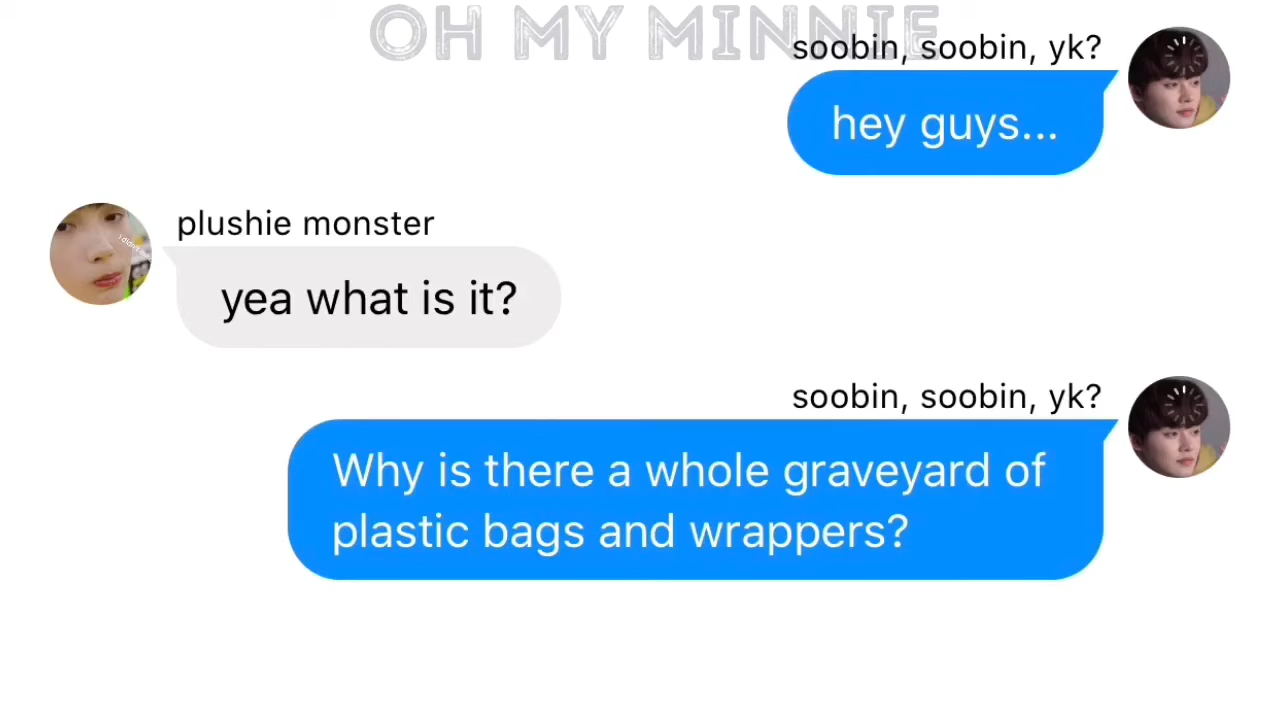 OH MY MINNIE
soobin, soobin, yk?
hey guys...
plushie monster
yea what is it?
soobin, soobin, yk?
Why is there a whole graveyard of
plastic bags and wrappers?